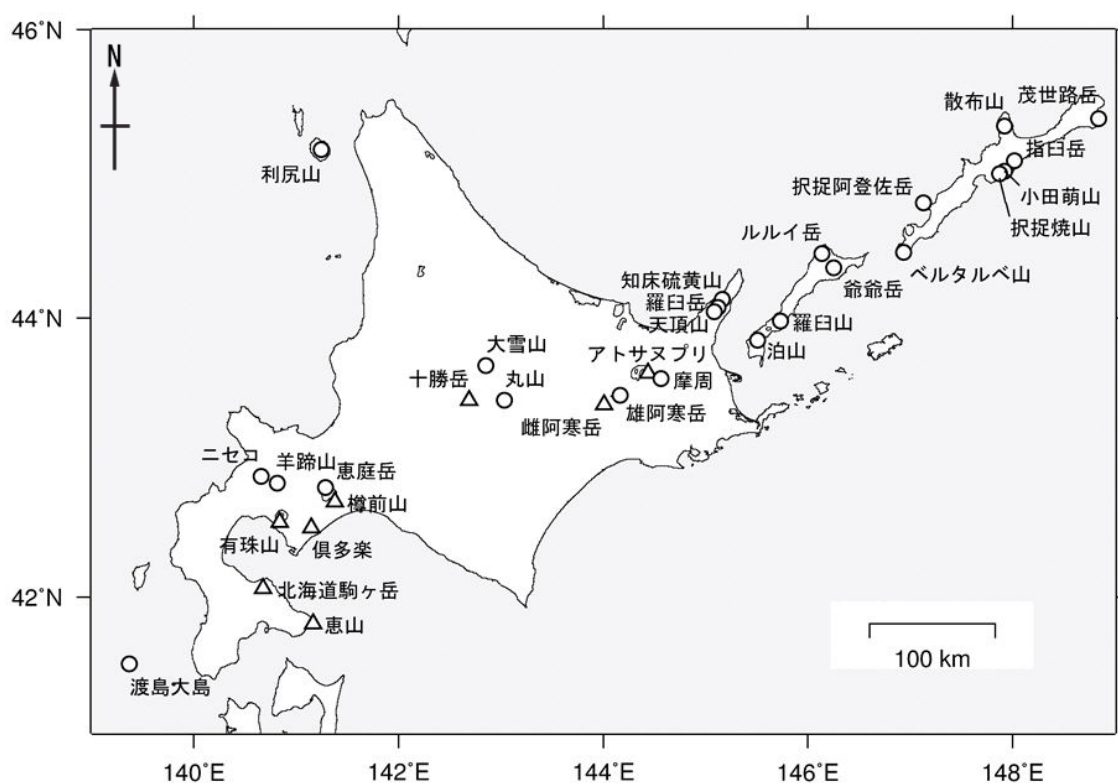 46°N
N
散布山
茂世路岳
利尻山
指臼岳
択捉阿登佐岳
小田萌山
択捉焼山
ルルイ岳
ベルタルベ山
爺爺岳
知床硫黄山
44°N
羅臼岳
天頂山
羅臼山
泊山
大雪山
アトサヌプリ
十勝岳
丸山
摩周
雌阿寒岳
雄阿寒岳
ニセコ
羊蹄山
恵庭岳
樽前山
有珠山
倶多楽
42°N
北海道駒ヶ岳
恵山
100 km
渡島大島
140°E
142°E
144°E
146°E
148°E